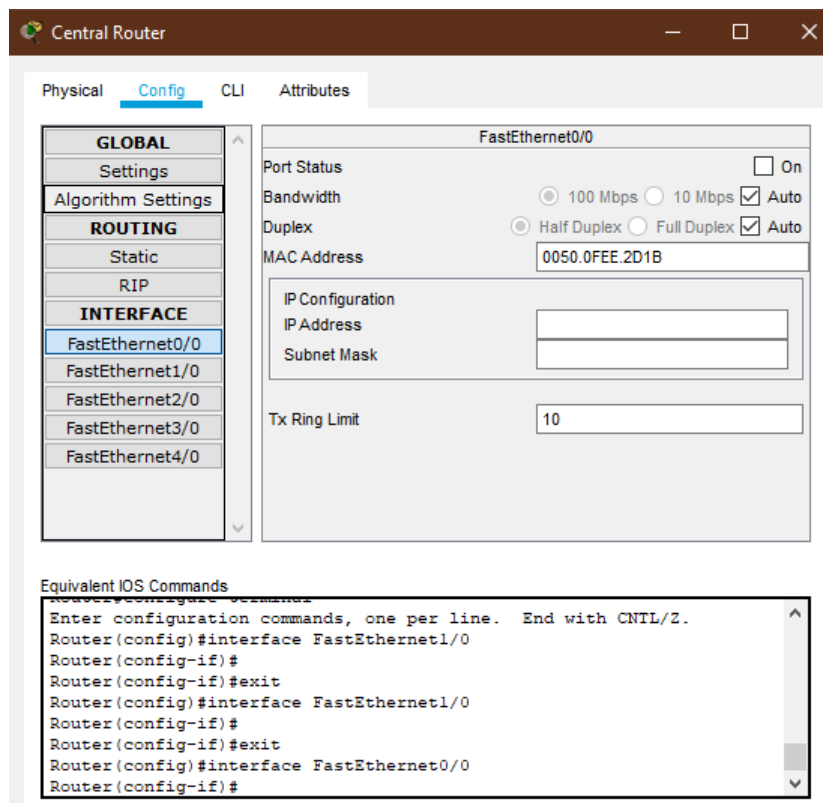 Central Router
Physical Config CLI Attributes
GLOBAL
Settings
Algorithm Settings
ROUTING
Static
RIP
INTERFACE
FastEthernet0/0
FastEthernet1/0
FastEthernet2/0
FastEthernet3/0
FastEthernet4/0
FastEthernet0/0
Port Status On
Bandwidth 100 Mbps 10 Mbps Auto
Duplex Half Duplex Full Duplex Auto
MAC Address 0050.0FEE.2D1B
IP Configuration
IP Address
Subnet Mask
Tx Ring Limit 10
Equivalent IOS Commands
Router#configure terminal
Enter configuration commands, one per line. End with CNTL/Z.
Router(config)#interface FastEthernet1/0
Router(config-if)#
Router(config-if)#exit
Router(config)#interface FastEthernet1/0
Router(config-if)#
Router(config-if)#exit
Router(config)#interface FastEthernet0/0
Router(config-if)#